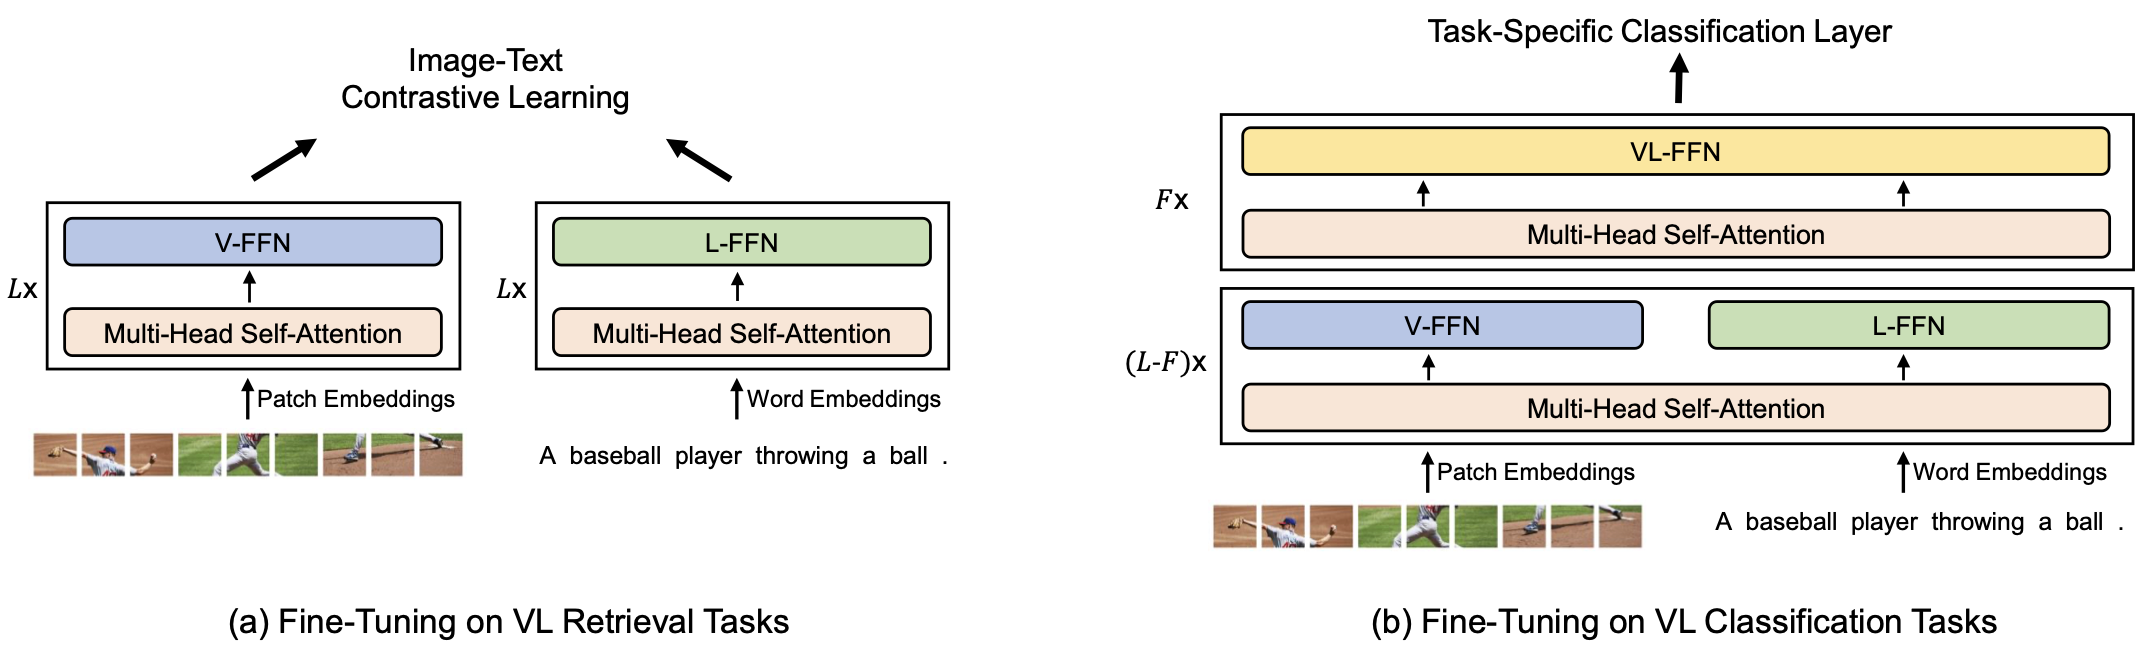 Image-Text
Contrastive Learning
V-FFN
Multi-Head Self-Attention
Lx
Patch Embeddings
L-FFN
Multi-Head Self-Attention
Lx
Word Embeddings
A baseball player throwing a ball .
(a) Fine-Tuning on VL Retrieval Tasks
Task-Specific Classification Layer
VL-FFN
Fx
Multi-Head Self-Attention
V-FFN
L-FFN
(L-F)x
Multi-Head Self-Attention
Patch Embeddings
Word Embeddings
A baseball player throwing a ball .
(b) Fine-Tuning on VL Classification Tasks